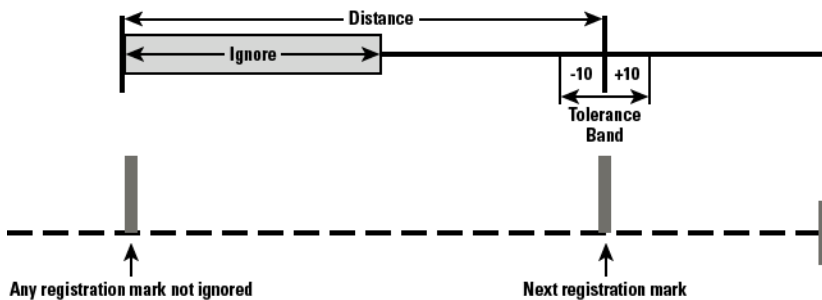 Distance
Ignore
-10 +10
Tolerance
Band
Any registration mark not ignored
Next registration mark